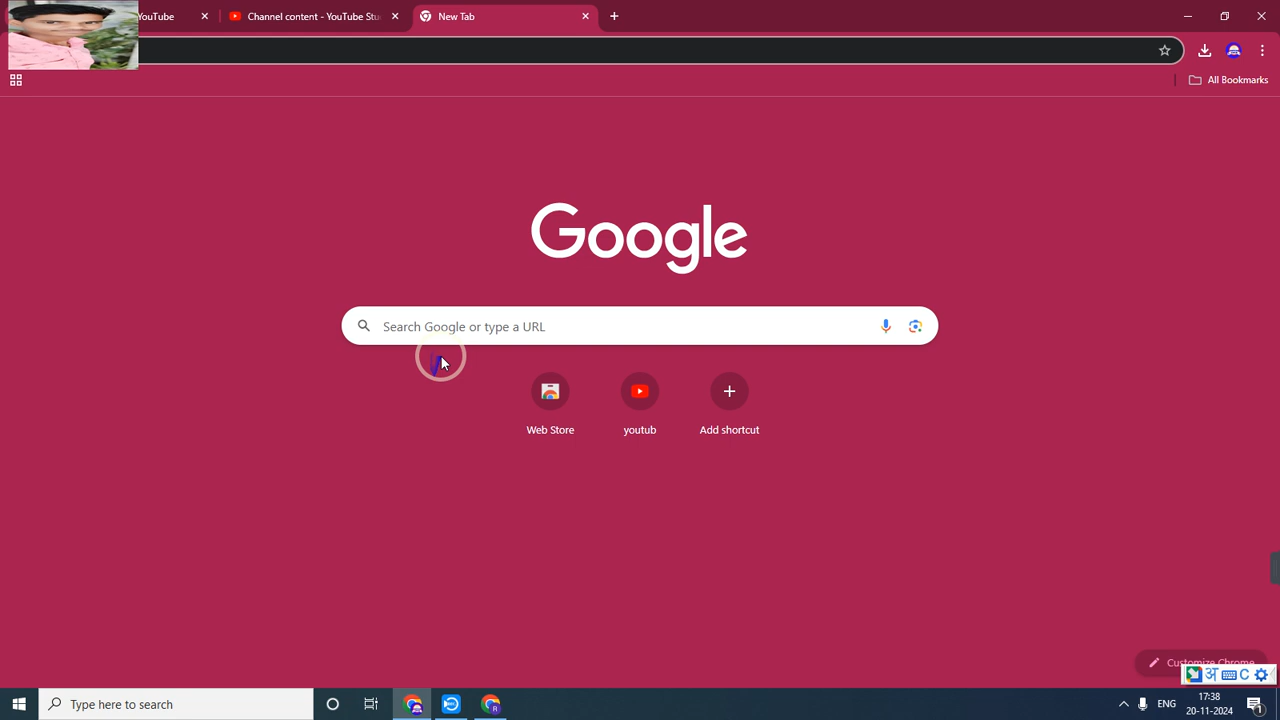 YouTube
Channel content - YouTube Stu
New Tab
All Bookmarks
Google
Search Google or type a URL
Web Store
youtub
Add shortcut
Customize Chrome
अ
C
Type here to search
R
ENG
17:38
20-11-2024
1